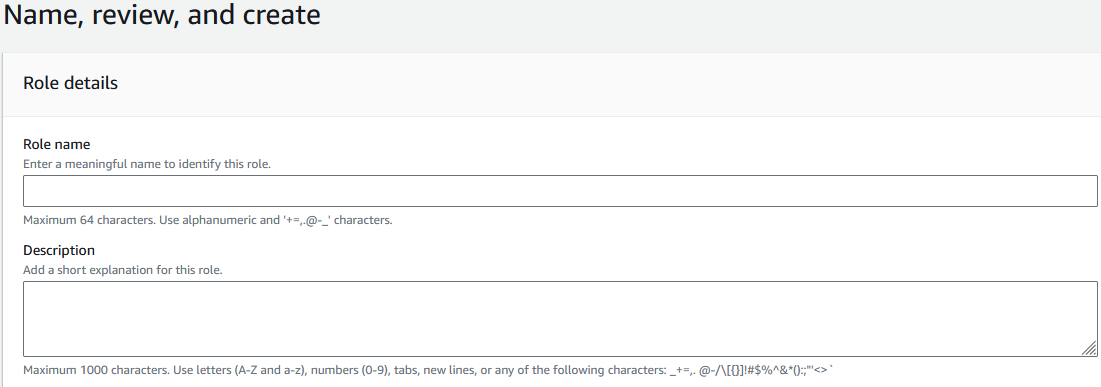 Name, review, and create
Role details
Role name
Enter a meaningful name to identify this role.
Maximum 64 characters. Use alphanumeric and '+=,.@-_' characters.
Description
Add a short explanation for this role.
Maximum 1000 characters. Use letters (A-Z and a-z), numbers (0-9), tabs, new lines, or any of the following characters: _+=,. @-/\[{}]!#$%^&*();:;"'<>`